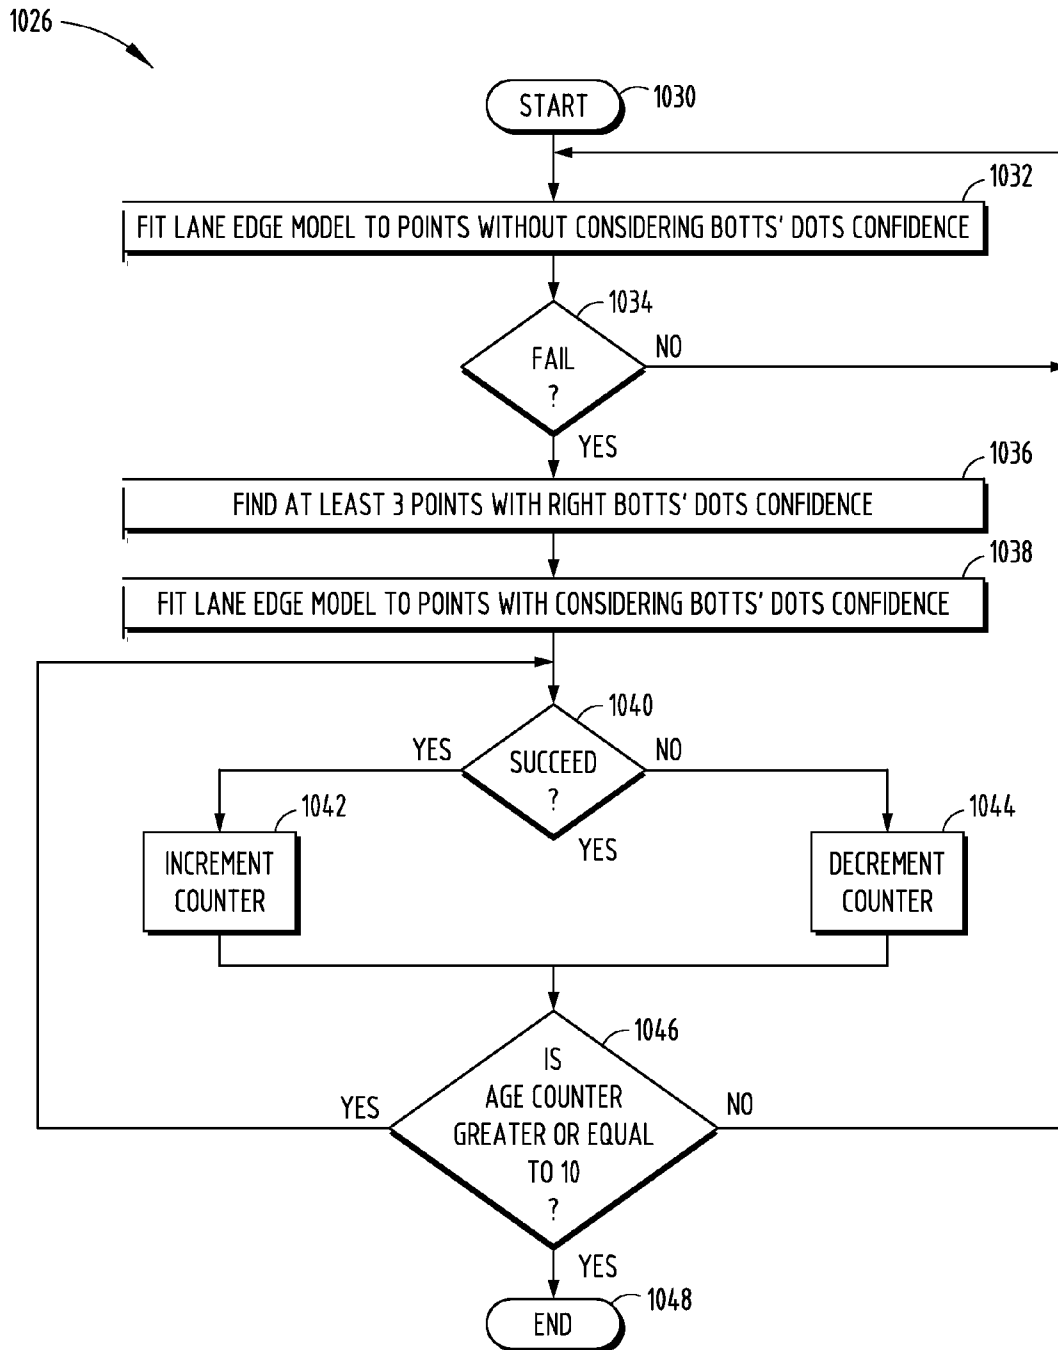 1026
START
1030
1032
FIT LANE EDGE MODEL TO POINTS WITHOUT CONSIDERING BOTTS' DOTS CONFIDENCE
1034
FAIL
?
NO
YES
1036
FIND AT LEAST 3 POINTS WITH RIGHT BOTTS' DOTS CONFIDENCE
1038
FIT LANE EDGE MODEL TO POINTS WITH CONSIDERING BOTTS' DOTS CONFIDENCE
1040
YES
SUCCEED
?
NO
YES
1042
INCREMENT
COUNTER
1044
DECREMENT
COUNTER
1046
IS
AGE COUNTER
GREATER OR EQUAL
TO 10
?
YES
NO
YES
1048
END